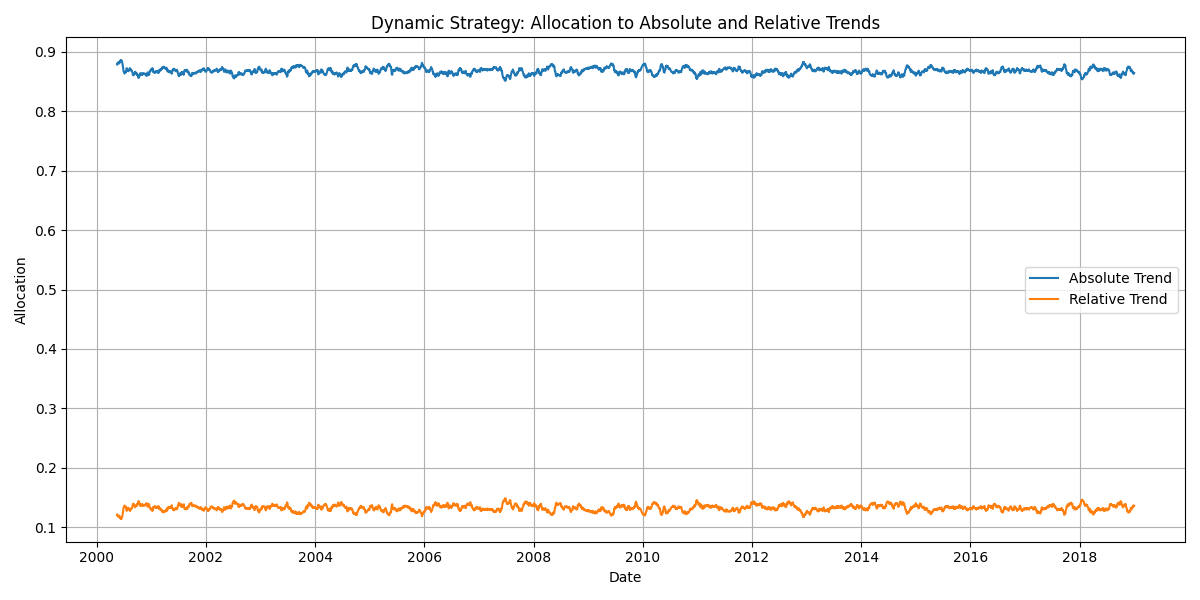 Dynamic Strategy: Allocation to Absolute and Relative Trends
0.9
0.8
0.7
0.6
0.5
0.4
0.3
0.2
0.1
Allocation
Absolute Trend
Relative Trend
2000 2002 2004 2006 2008 2010 2012 2014 2016 2018
Date